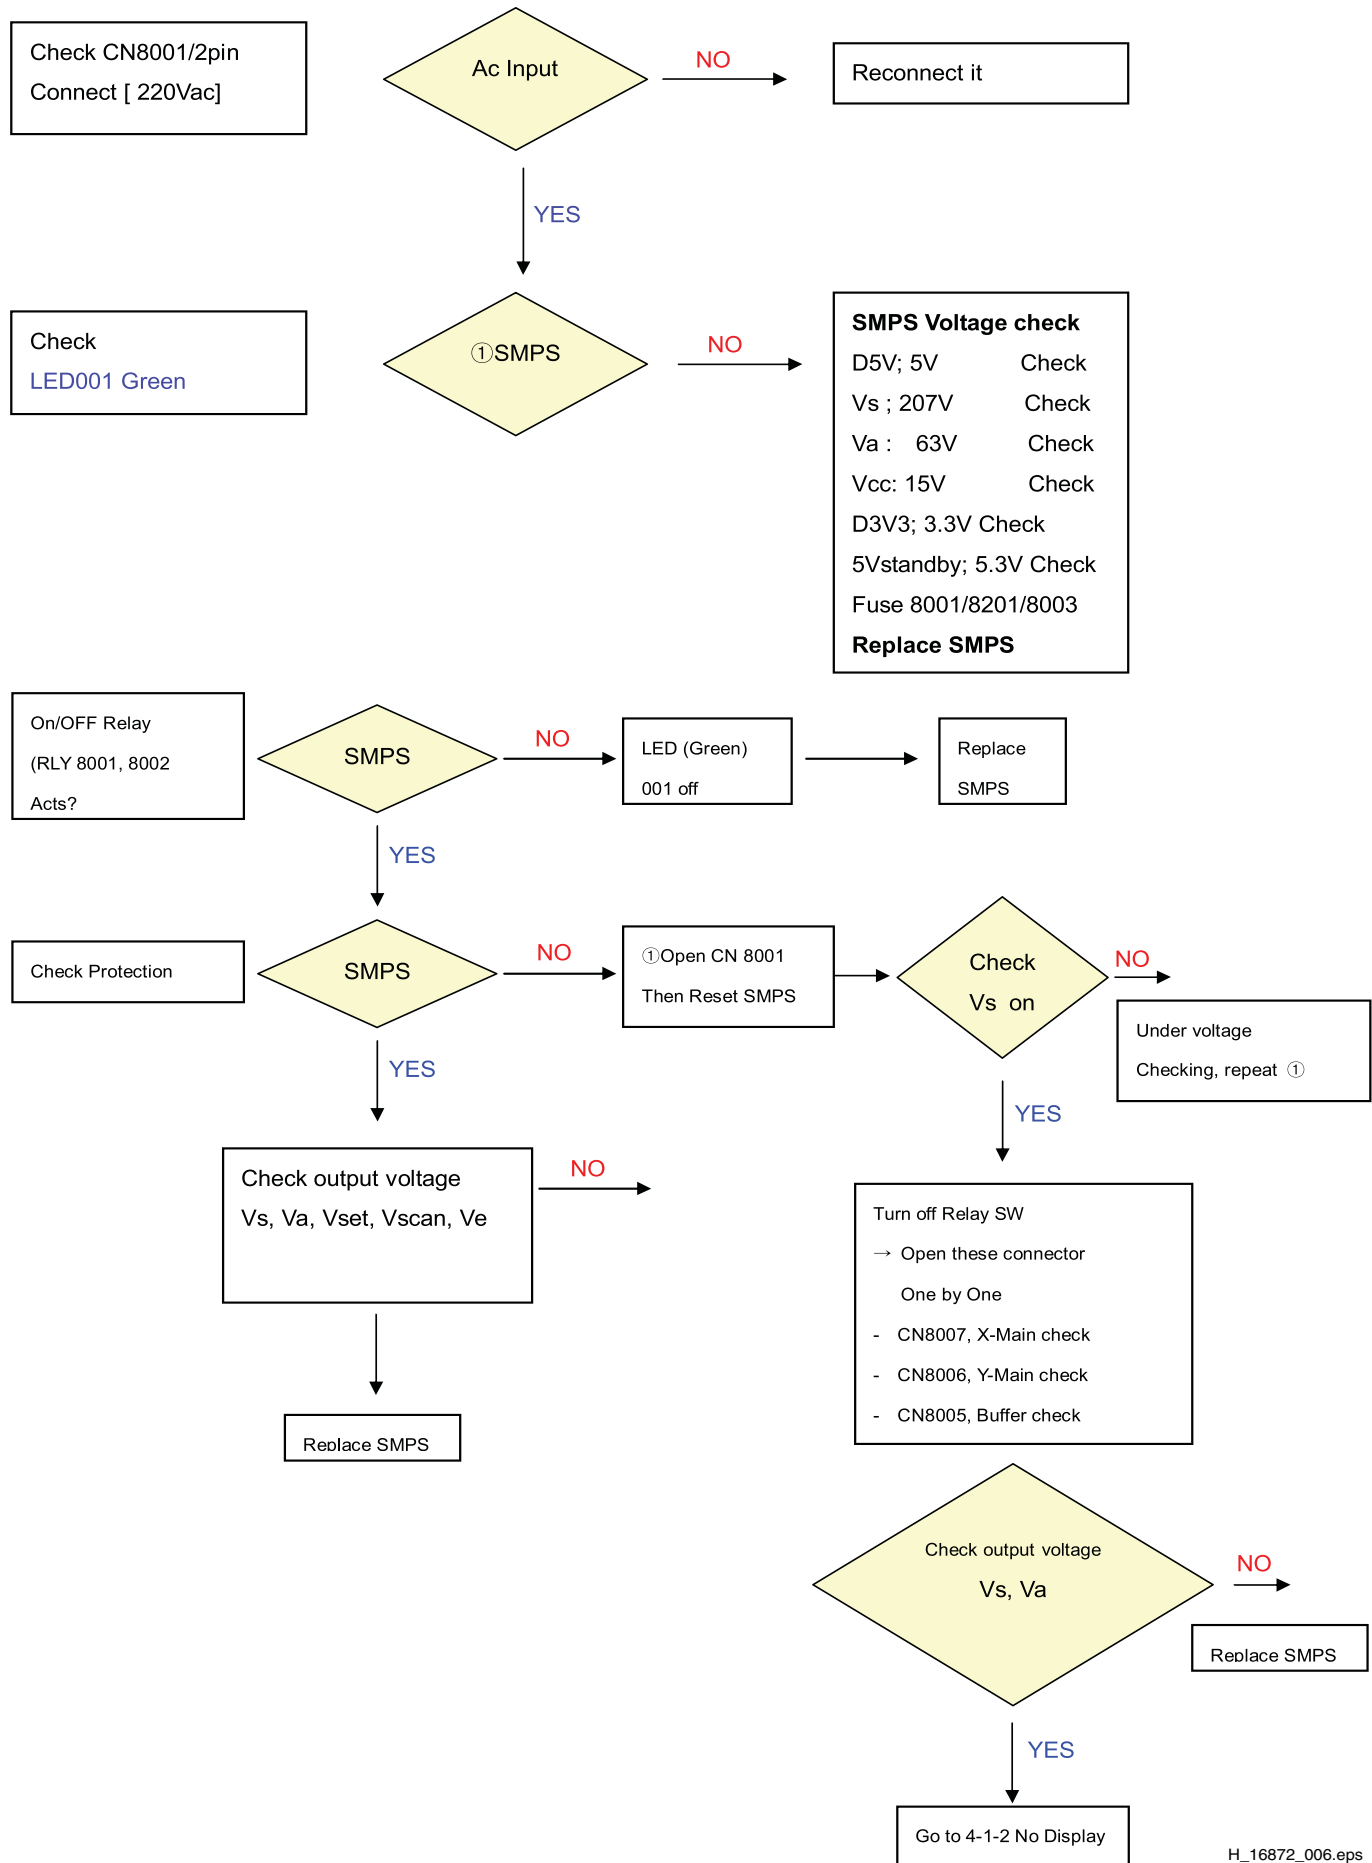 Check CN8001/2pin
Connect [ 220Vac]
Ac Input
NO
Reconnect it
YES
Check
LED001 Green
①SMPS
NO
SMPS Voltage check
D5V; 5V Check
Vs ; 207V Check
Va : 63V Check
Vcc: 15V Check
D3V3; 3.3V Check
5Vstandby; 5.3V Check
Fuse 8001/8201/8003
Replace SMPS
On/OFF Relay
(RLY 8001, 8002
Acts?
SMPS
NO
LED (Green)
001 off
Replace
SMPS
YES
Check Protection
SMPS
NO
①Open CN 8001
Then Reset SMPS
Check
Vs on
NO
Under voltage
Checking, repeat ①
YES
YES
Check output voltage
Vs, Va, Vset, Vscan, Ve
NO
Replace SMPS
Turn off Relay SW
→ Open these connector
One by One
- CN8007, X-Main check
- CN8006, Y-Main check
- CN8005, Buffer check
Check output voltage
Vs, Va
NO
Replace SMPS
YES
Go to 4-1-2 No Display
H_16872_006.eps